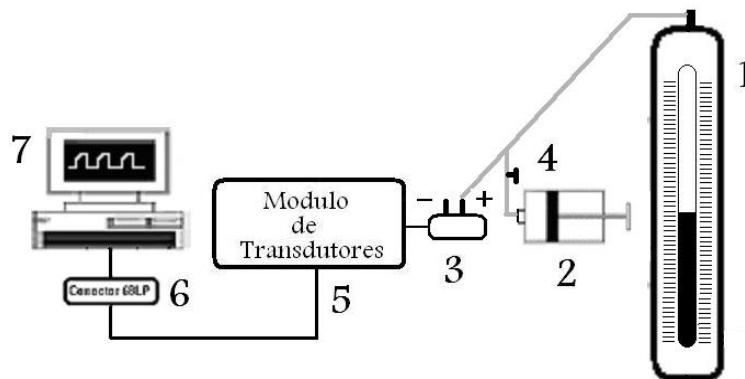 1
7
4
Modulo
de
Transdutores
− +
3
2
Conector 68LP
6
5